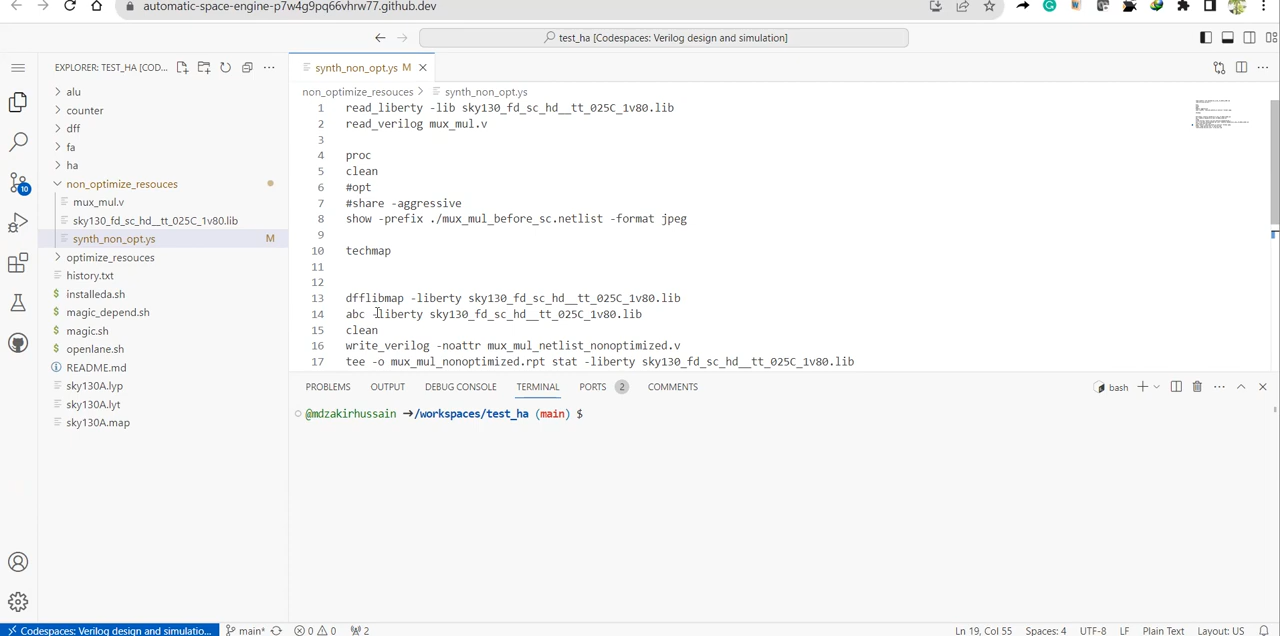 automatic-space-engine-p7w4g9pq66vhrw77.github.dev
test_ha [Codespaces: Verilog design and simulation]
EXPLORER: TEST_HA [COD...
synth_non_opt.ys M
alu
counter
dff
fa
ha
non_optimize_resouces
mux_mul.v
sky130_fd_sc_hd__tt_025C_1v80.lib
synth_non_opt.ys M
optimize_resouces
history.txt
$ installeda.sh
$ magic_depend.sh
$ magic.sh
$ openlane.sh
README.md
sky130A.lyp
sky130A.lyt
sky130A.map
10
non_optimize_resouces > synth_non_opt.ys
1 read_liberty -lib sky130_fd_sc_hd__tt_025C_1v80.lib
2 read_verilog mux_mul.v
3
4 proc
5 clean
6 #opt
7 #share -aggressive
8 show -prefix ./mux_mul_before_sc.netlist -format jpeg
9
10 techmap
11
12
13 dfflibmap -liberty sky130_fd_sc_hd__tt_025C_1v80.lib
14 abc -liberty sky130_fd_sc_hd__tt_025C_1v80.lib
15 clean
16 write_verilog -noattr mux_mul_netlist_nonoptimized.v
17 tee -o mux_mul_nonoptimized.rpt stat -liberty sky130_fd_sc_hd__tt_025C_1v80.lib
PROBLEMS OUTPUT DEBUG CONSOLE TERMINAL PORTS 2 COMMENTS
bash
@mdzakirhussain →/workspaces/test_ha (main) $
Codespaces: Verilog design and simulatio... main* 0 0 2 Ln 19, Col 55 Spaces: 4 UTF-8 LF Plain Text Layout: US